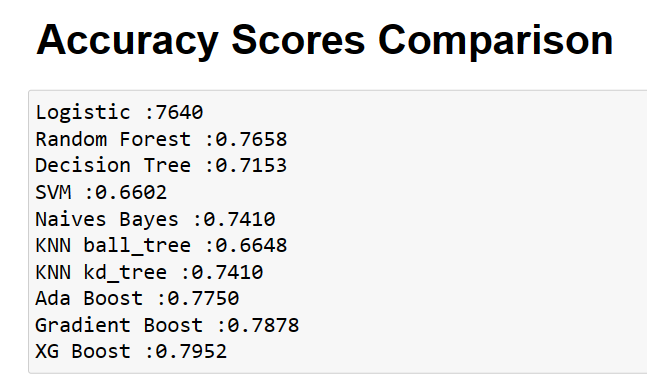 Accuracy Scores Comparison
Logistic :7640
Random Forest :0.7658
Decision Tree :0.7153
SVM :0.6602
Naives Bayes :0.7410
KNN ball_tree :0.6648
KNN kd_tree :0.7410
Ada Boost :0.7750
Gradient Boost :0.7878
XG Boost :0.7952